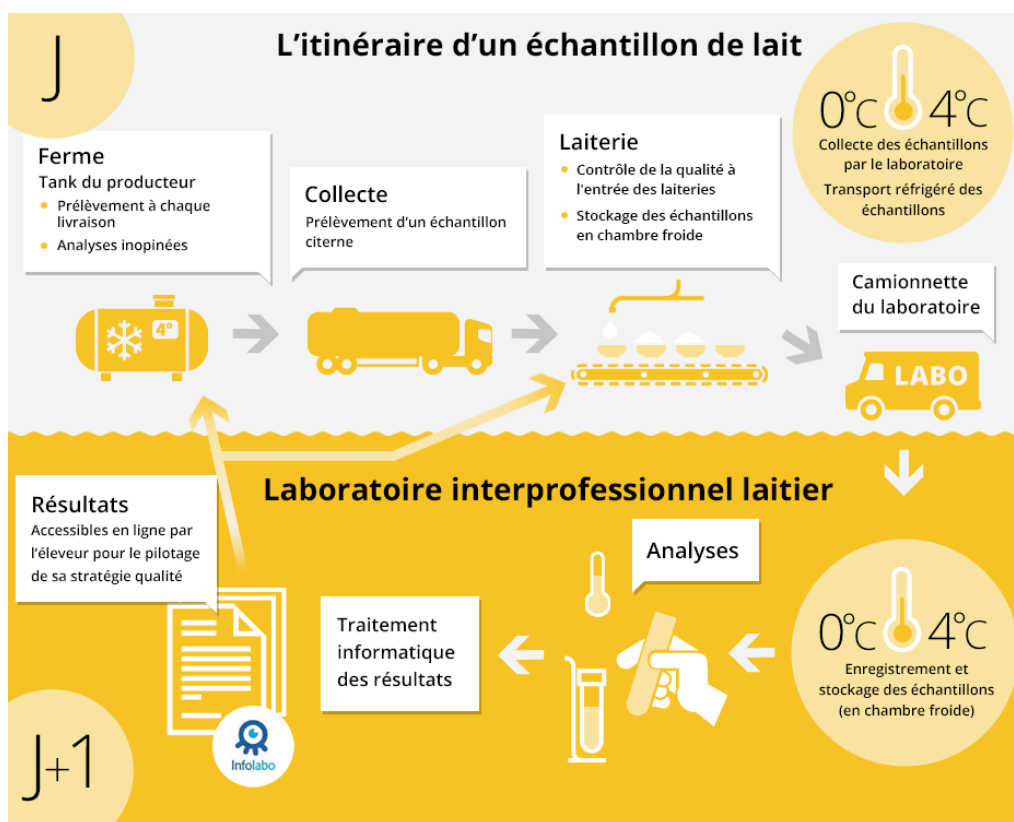 J
L’itinéraire d’un échantillon de lait
0°C 4°C
Collecte des échantillons
par le laboratoire
Transport réfrigéré des
échantillons
Ferme
Tank du producteur
Prélèvement à chaque
livraison
Analyses inopinées
Collecte
Prélèvement d’un échantillon
citerne
Laiterie
Contrôle de la qualité à
l'entrée des laiteries
Stockage des échantillons
en chambre froide
Camionnette
du laboratoire
4°
LABO
Laboratoire interprofessionnel laitier
Résultats
Accessibles en ligne par
l’éleveur pour le pilotage
de sa stratégie qualité
Analyses
Traitement
informatique
des résultats
0°C 4°C
Enregistrement et
stockage des échantillons
(en chambre froide)
Infolabo
J+1